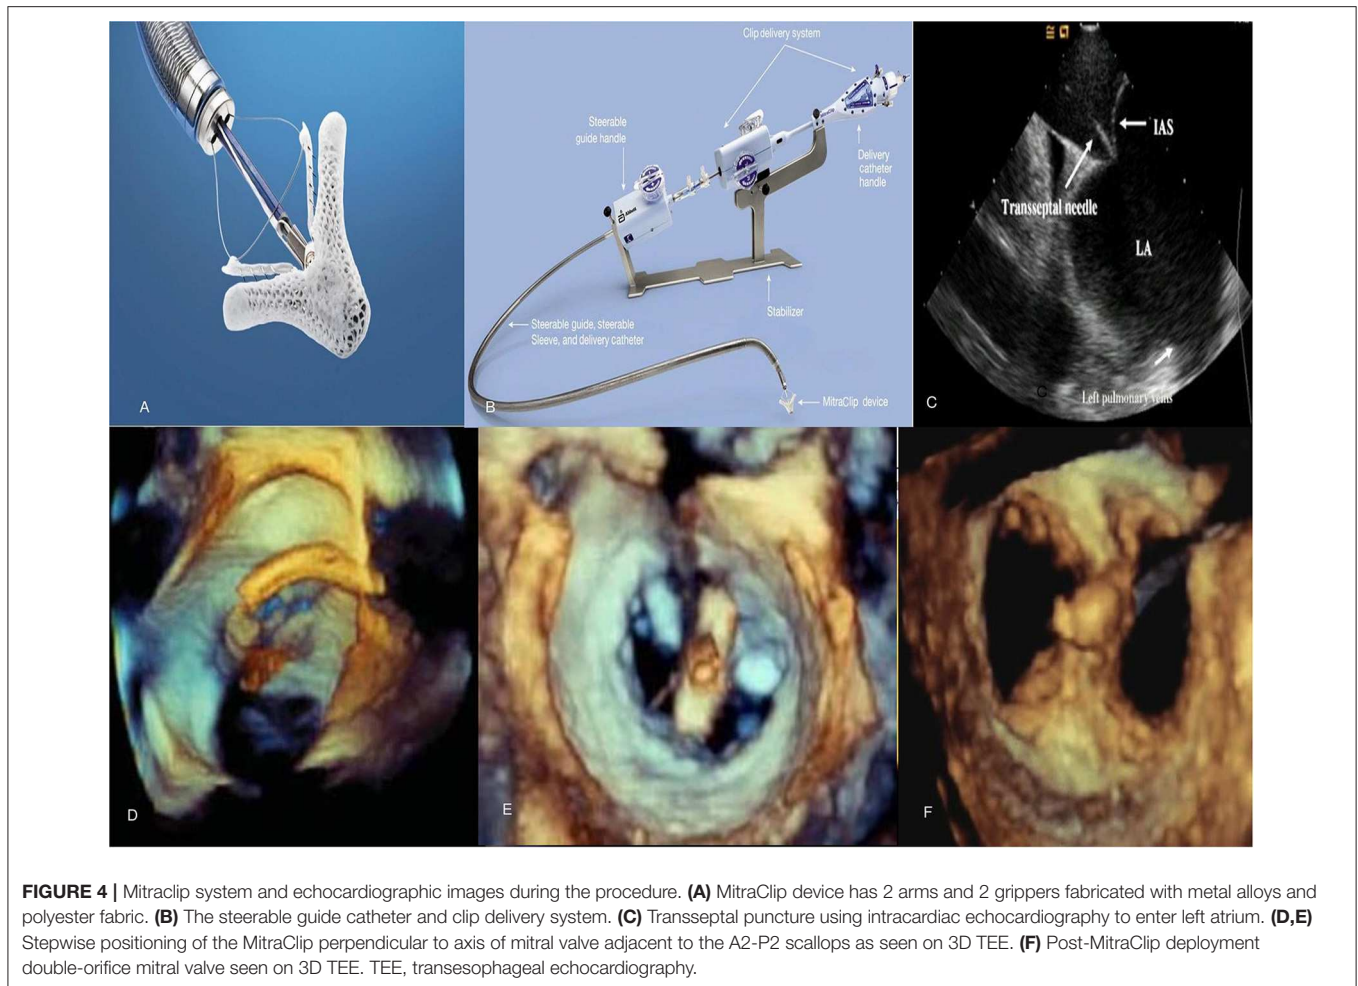 Clip delivery system
Steerable
guide handle
Delivery
catheter
handle
Abbott
Stabilizer
Steerable guide, steerable
Sleeve, and delivery catheter
MitraClip device
A
B
IAS
Transseptal needle
LA
Left pulmonary veins
C
G
D
E
F
FIGURE 4 | Mitraclip system and echocardiographic images during the procedure. (A) MitraClip device has 2 arms and 2 grippers fabricated with metal alloys and
polyester fabric. (B) The steerable guide catheter and clip delivery system. (C) Transseptal puncture using intracardiac echocardiography to enter left atrium. (D,E)
Stepwise positioning of the MitraClip perpendicular to axis of mitral valve adjacent to the A2-P2 scallops as seen on 3D TEE. (F) Post-MitraClip deployment
double-orifice mitral valve seen on 3D TEE. TEE, transesophageal echocardiography.